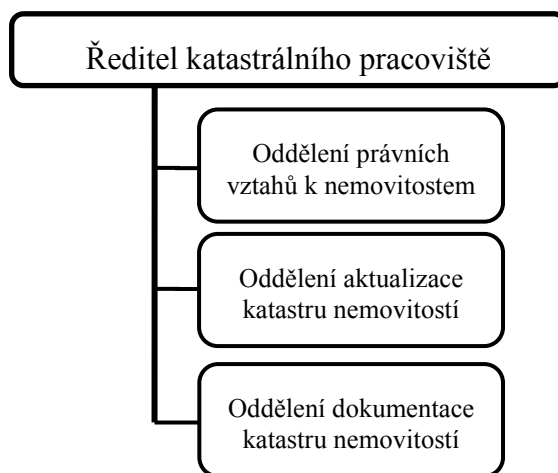 Ředitel katastrálního pracoviště
Oddělení právních
vztahů k nemovitostem
Oddělení aktualizace
katastru nemovitostí
Oddělení dokumentace
katastru nemovitostí